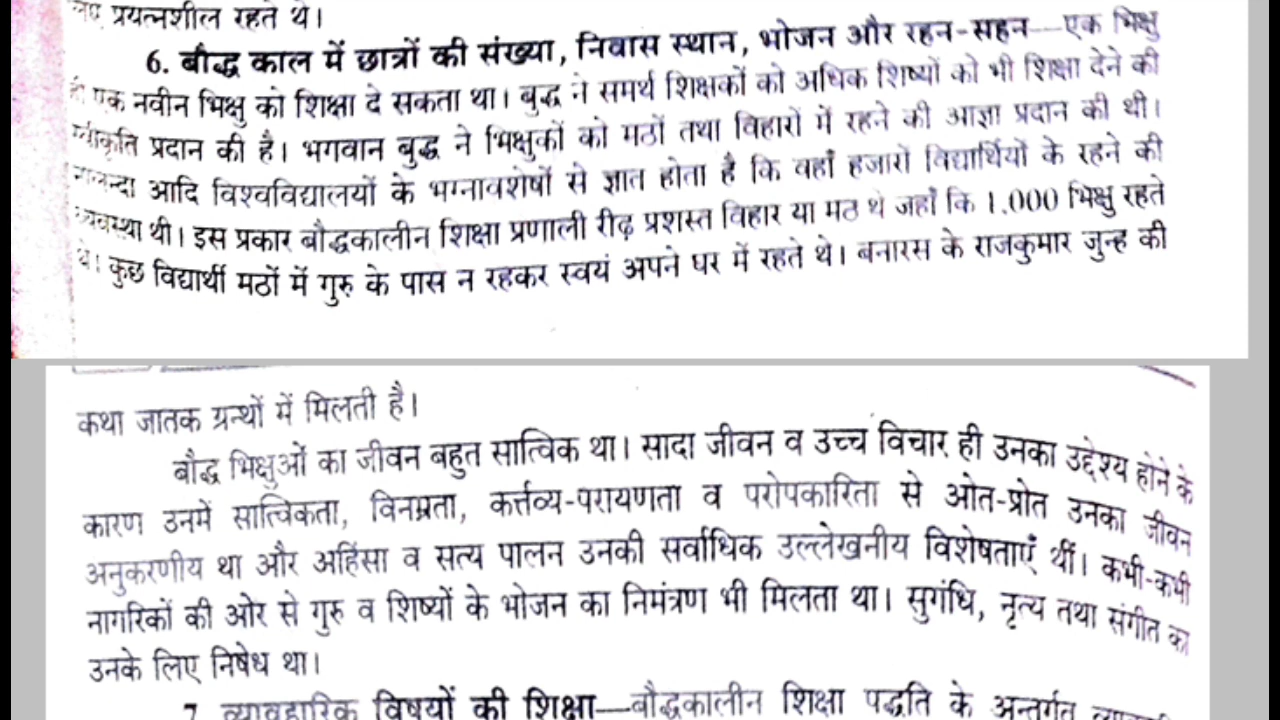 प्रयत्नशील रहते थे।
6. बौद्ध काल में छात्रों की संख्या, निवास स्थान, भोजन और रहन-सहन—एक भिक्षु
ही एक नवीन भिक्षु को शिक्षा दे सकता था। बुद्ध ने समर्थ शिक्षकों को अधिक शिष्यों को भी शिक्षा देने की
स्वीकृति प्रदान की है। भगवान बुद्ध ने भिक्षुकों को मठों तथा विहारों में रहने की आज्ञा प्रदान की थी।
नालन्दा आदि विश्वविद्यालयों के भग्नावशेषों से ज्ञात होता है कि वहाँ हजारों विद्यार्थियों के रहने की
व्यवस्था थी। इस प्रकार बौद्धकालीन शिक्षा प्रणाली रीढ़ प्रशस्त विहार या मठ थे जहाँ कि 1,000 भिक्षु रहते
थे। कुछ विद्यार्थी मठों में गुरु के पास न रहकर स्वयं अपने घर में रहते थे। बनारस के राजकुमार जुन्ह की
कथा जातक ग्रन्थों में मिलती है।
बौद्ध भिक्षुओं का जीवन बहुत सात्विक था। सादा जीवन व उच्च विचार ही उनका उद्देश्य होने के
कारण उनमें सात्विकता, विनम्रता, कर्त्तव्य-परायणता व परोपकारिता से ओत-प्रोत उनका जीवन
अनुकरणीय था और अहिंसा व सत्य पालन उनकी सर्वाधिक उल्लेखनीय विशेषताएँ थीं। कभी-कभी
नागरिकों की ओर से गुरु व शिष्यों के भोजन का निमंत्रण भी मिलता था। सुगंधि, नृत्य तथा संगीत का
उनके लिए निषेध था।
7. व्यावहारिक विषयों की शिक्षा—बौद्धकालीन शिक्षा पद्धति के अन्तर्गत